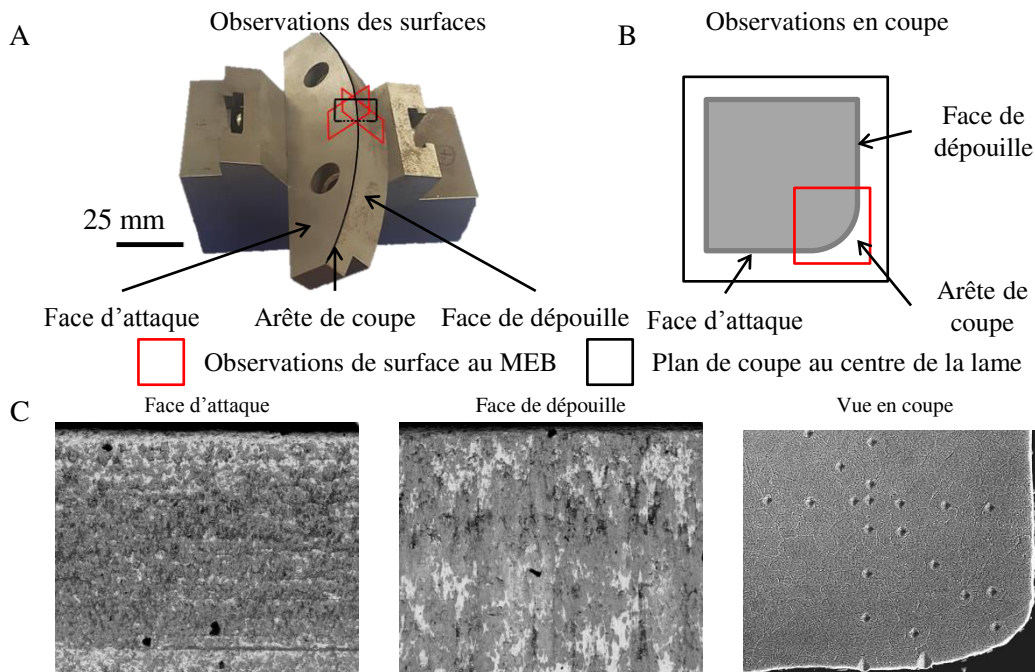 A
Observations des surfaces
25 mm
Face d’attaque
Arête de coupe
Face de dépouille
B
Observations en coupe
Face de
dépouille
Face d’attaque
Arête de
coupe
Observations de surface au MEB
Plan de coupe au centre de la lame
C
Face d’attaque
Face de dépouille
Vue en coupe